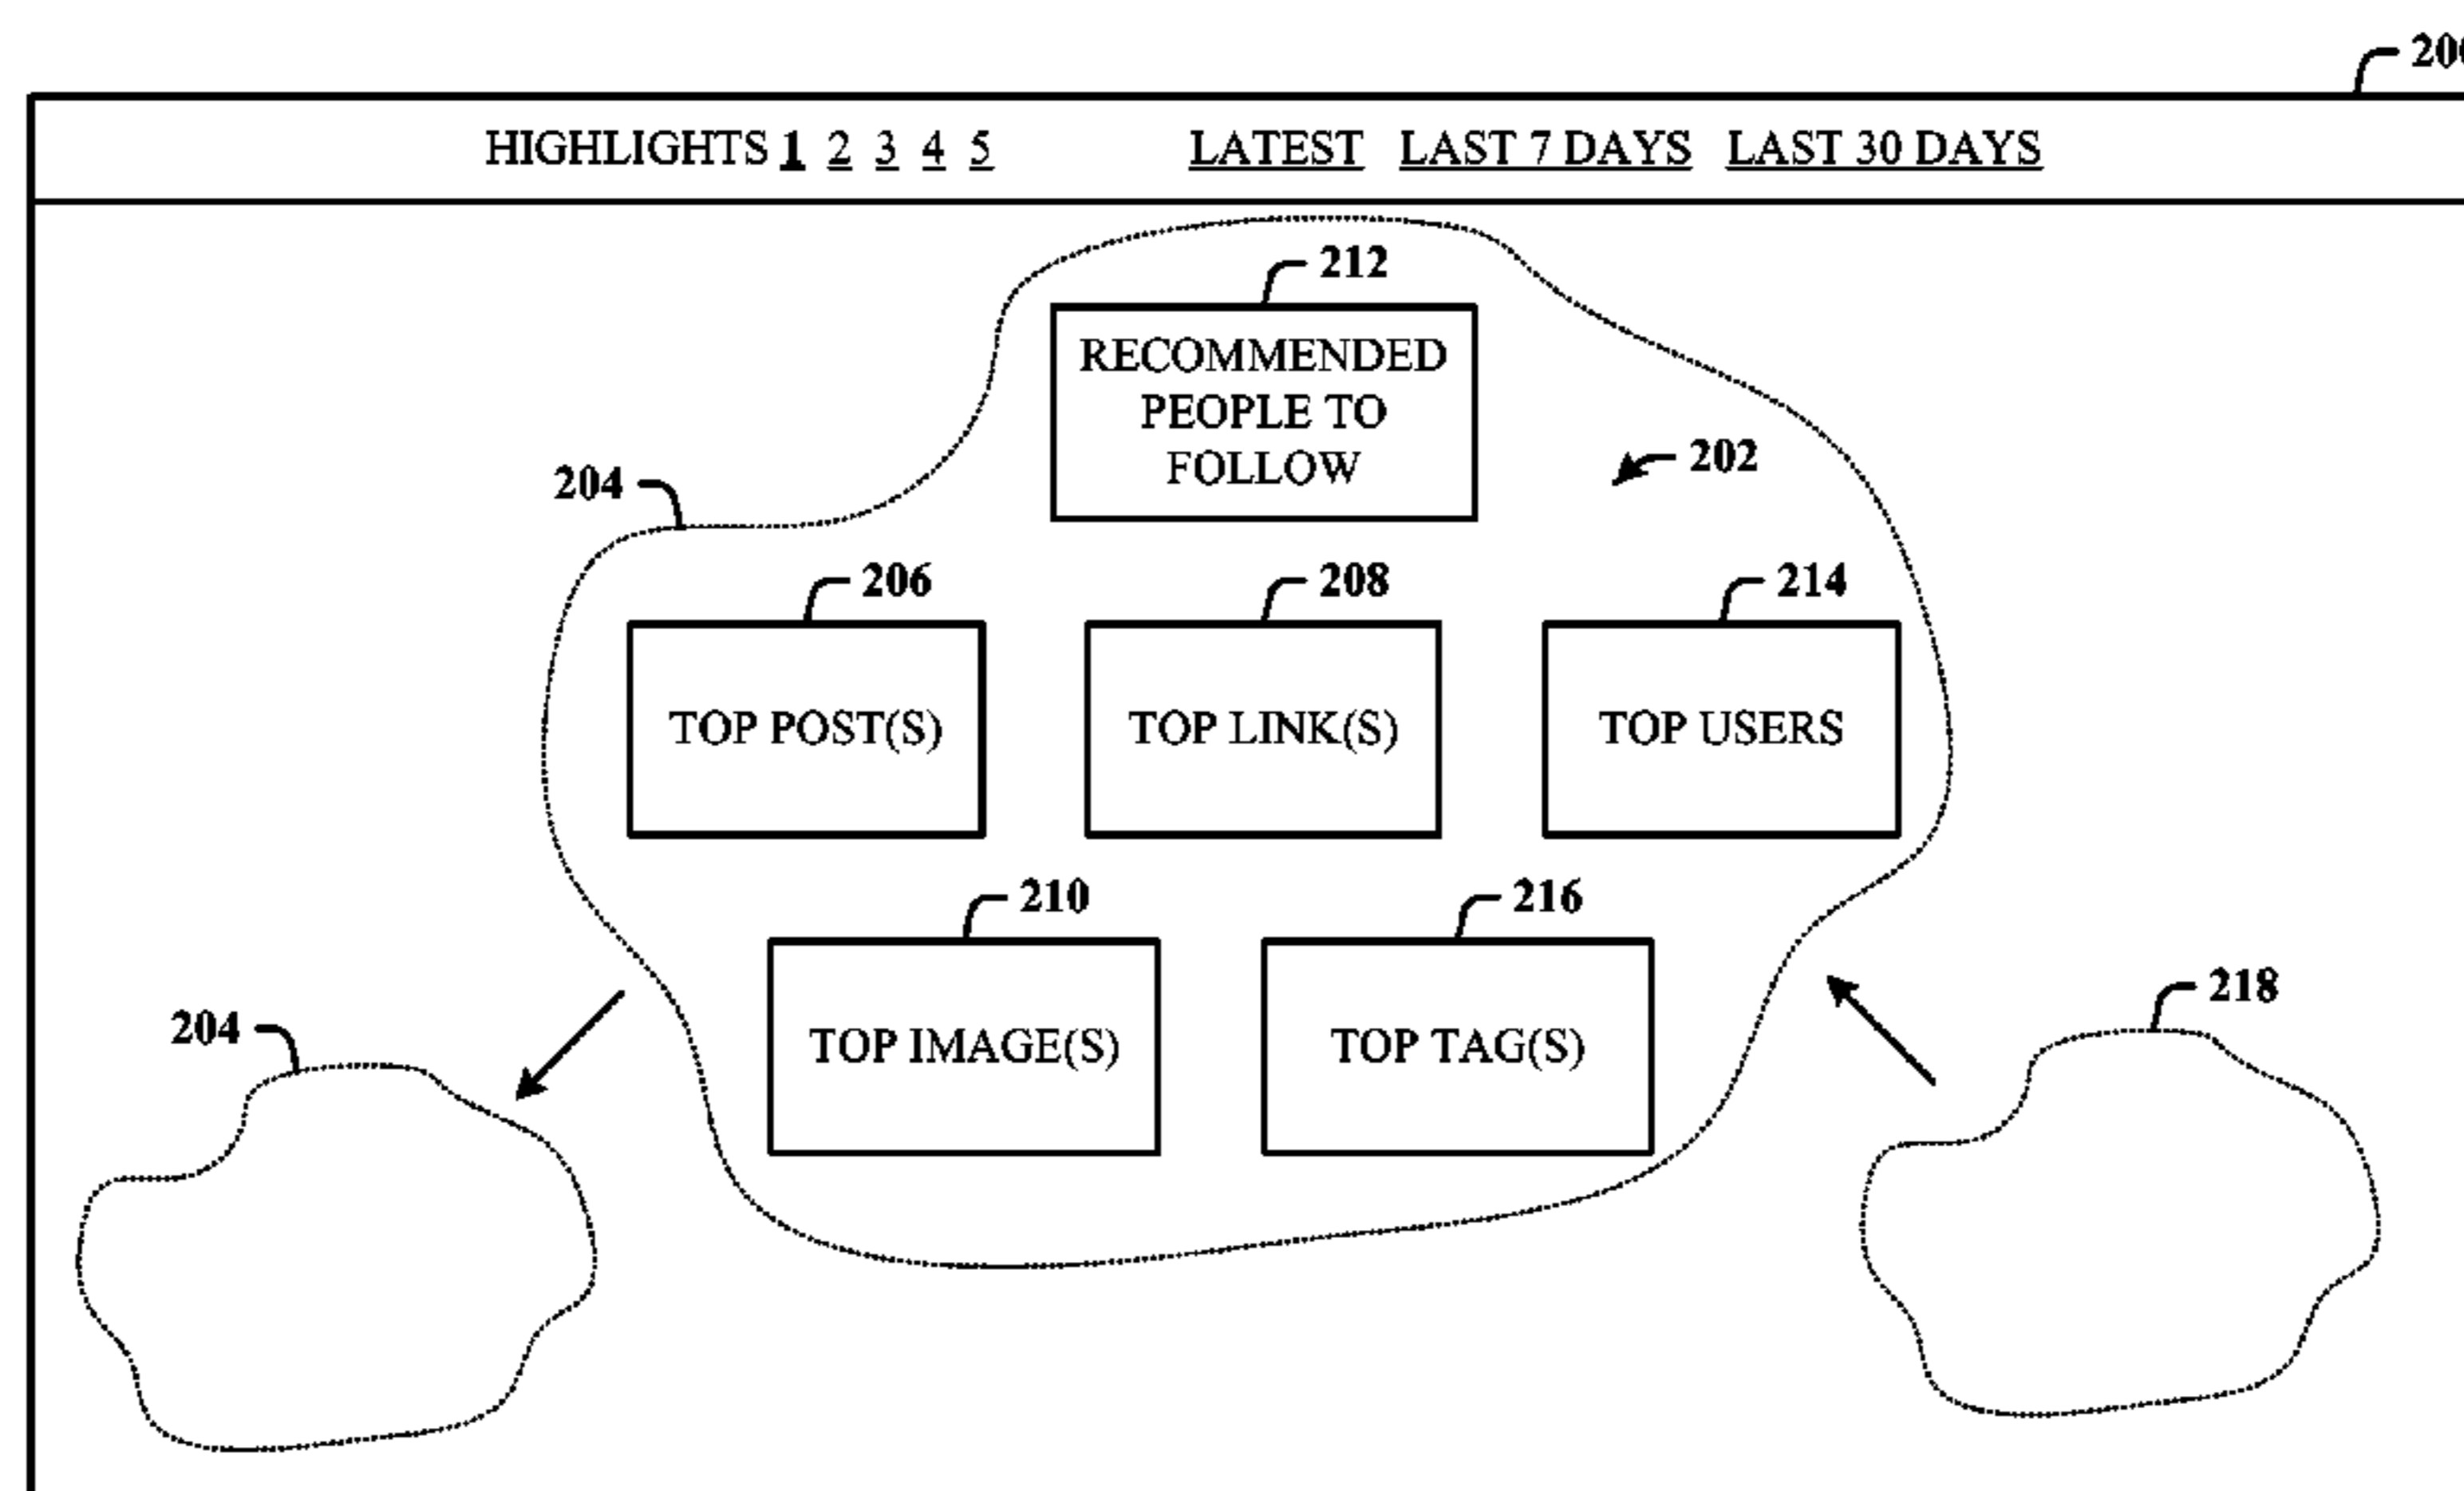 HIGHLIGHTS 1 2 3 4 5 LATEST LAST 7 DAYS LAST 30 DAYS
212
RECOMMENDED
PEOPLE TO
FOLLOW
202
204
206 208 214
TOP POST(S) TOP LINK(S) TOP USERS
210 216
TOP IMAGE(S) TOP TAG(S)
218
204